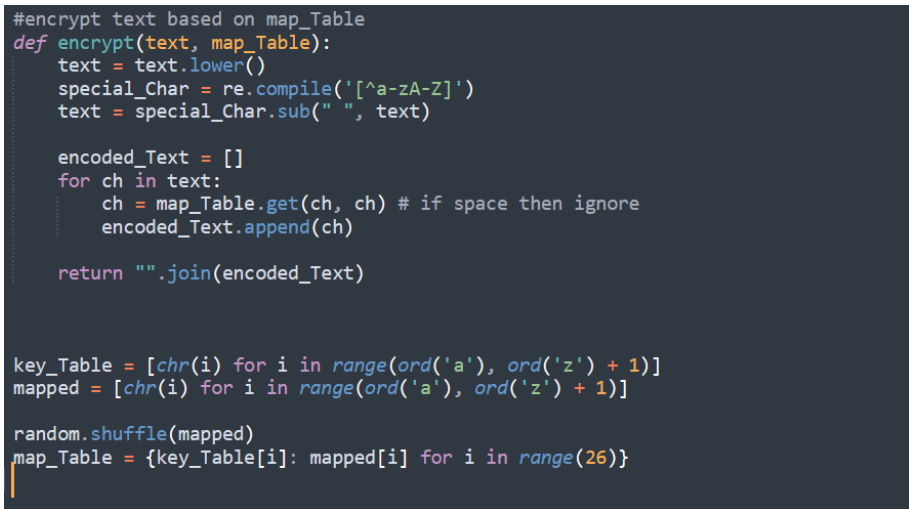 #encrypt text based on map_Table
def encrypt(text, map_Table):
    text = text.lower()
    special_Char = re.compile('[^a-zA-Z]')
    text = special_Char.sub(" ", text)
    encoded_Text = []
    for ch in text:
        ch = map_Table.get(ch, ch) # if space then ignore
        encoded_Text.append(ch)
    return "".join(encoded_Text)
key_Table = [chr(i) for i in range(ord('a'), ord('z') + 1)]
mapped = [chr(i) for i in range(ord('a'), ord('z') + 1)]
random.shuffle(mapped)
map_Table = {key_Table[i]: mapped[i] for i in range(26)}